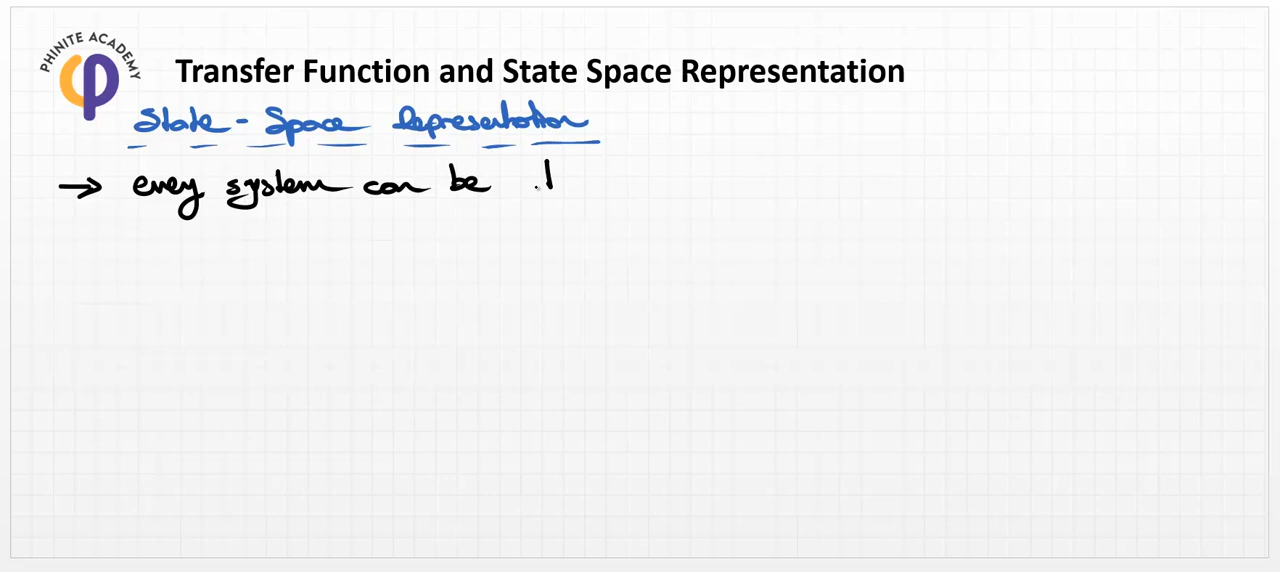 PHINITE ACADEMY
Transfer Function and State Space Representation
State - Space Representation
→ every system can be